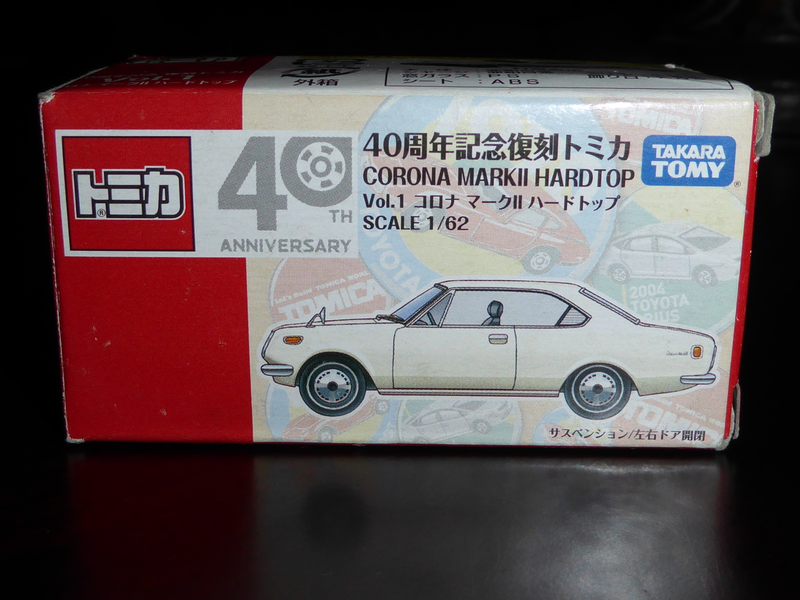 外箱
シート：ABS
トミカ®
40TH
ANNIVERSARY
40周年記念復刻トミカ
CORONA MARKII HARDTOP
Vol.1 コロナ マークII ハードトップ
SCALE 1/62
TAKARA
TOMY®
TOMICA
TOYOTA
2004
TOYOTA
PRIUS
TOMICA
サスペンション/左右ドア開閉